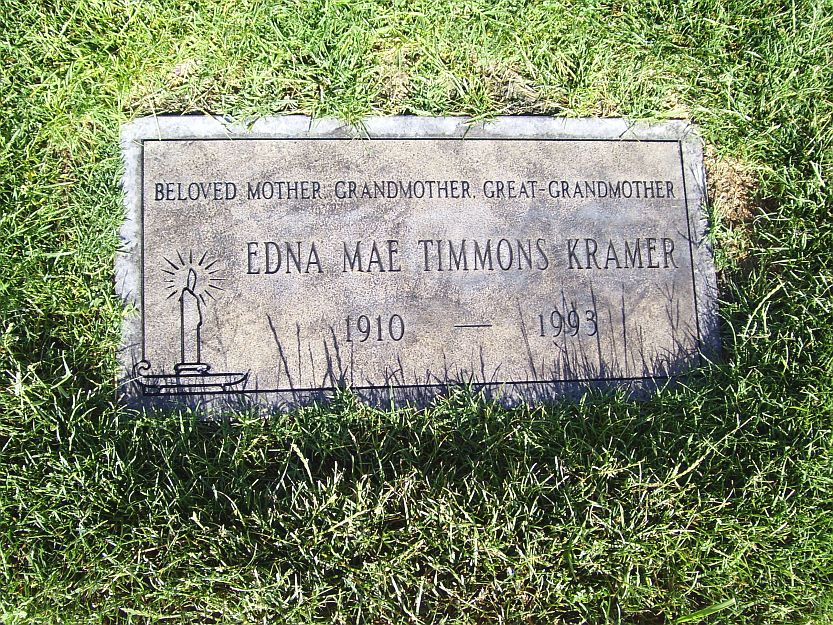 BELOVED MOTHER, GRANDMOTHER, GREAT-GRANDMOTHER
EDNA MAE TIMMONS KRAMER
1910 — 1993